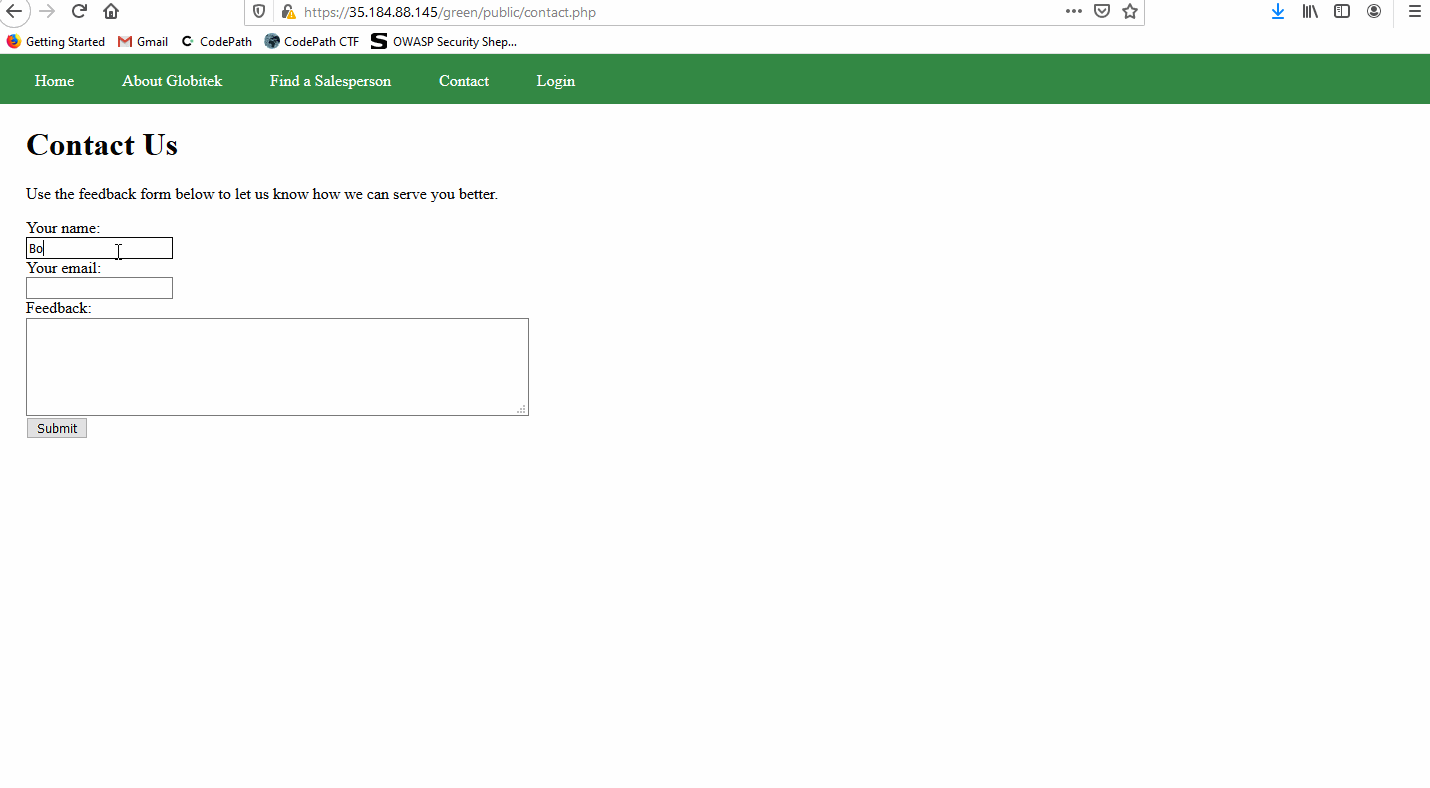 https://35.184.88.145/green/public/contact.php
Getting Started Gmail CodePath CodePath CTF OWASP Security Shep...
Home About Globitek Find a Salesperson Contact Login
Contact Us
Use the feedback form below to let us know how we can serve you better.
Your name:
Bo
Your email:
Feedback:
Submit